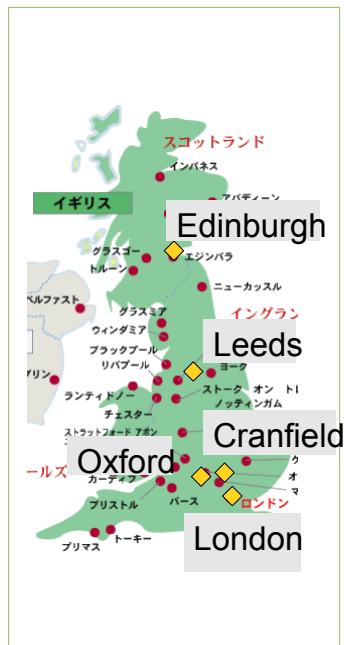 スコットランド
インバネス
イギリス
アバディーン
Edinburgh
グラスゴー
エジンバラ
トルーン
ニューカッスル
ベルファスト
グラスミア
イングラン
ウィンダミア
Leeds
ブラックプール
リバプール
ヨーク
ブリン
ランティドノー
ストーク オン トレ
チェスター
ノッティンガム
ストラットフォード アポン
Cranfield
Oxford
ールズ
カーディフ
ブリストル
バース
ロンドン
London
プリマス
トーキー